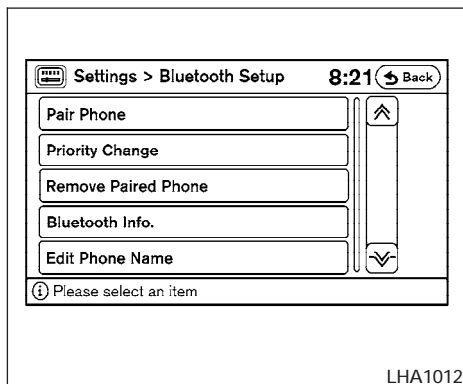 Settings > Bluetooth Setup 8:21 Back
Pair Phone
Priority Change
Remove Paired Phone
Bluetooth Info.
Edit Phone Name
i Please select an item
LHA1012